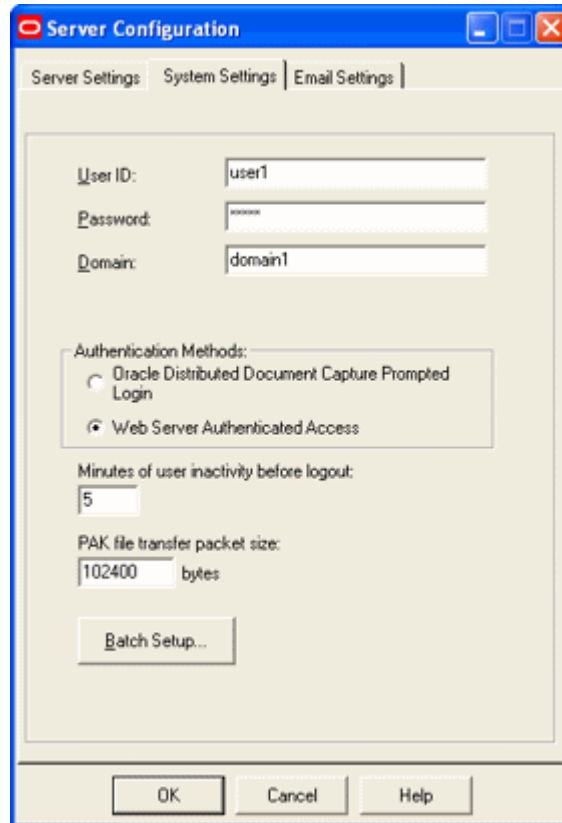 Server Configuration
Server Settings System Settings Email Settings
User ID: user1
Password: *****
Domain: domain1
Authentication Methods:
Oracle Distributed Document Capture Prompted
Login
Web Server Authenticated Access
Minutes of user inactivity before logout:
5
PAK file transfer packet size:
102400 bytes
Batch Setup...
OK Cancel Help